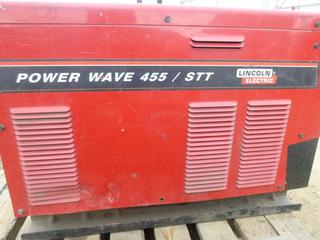 POWER WAVE 455 / STT
LINCOLN
ELECTRIC